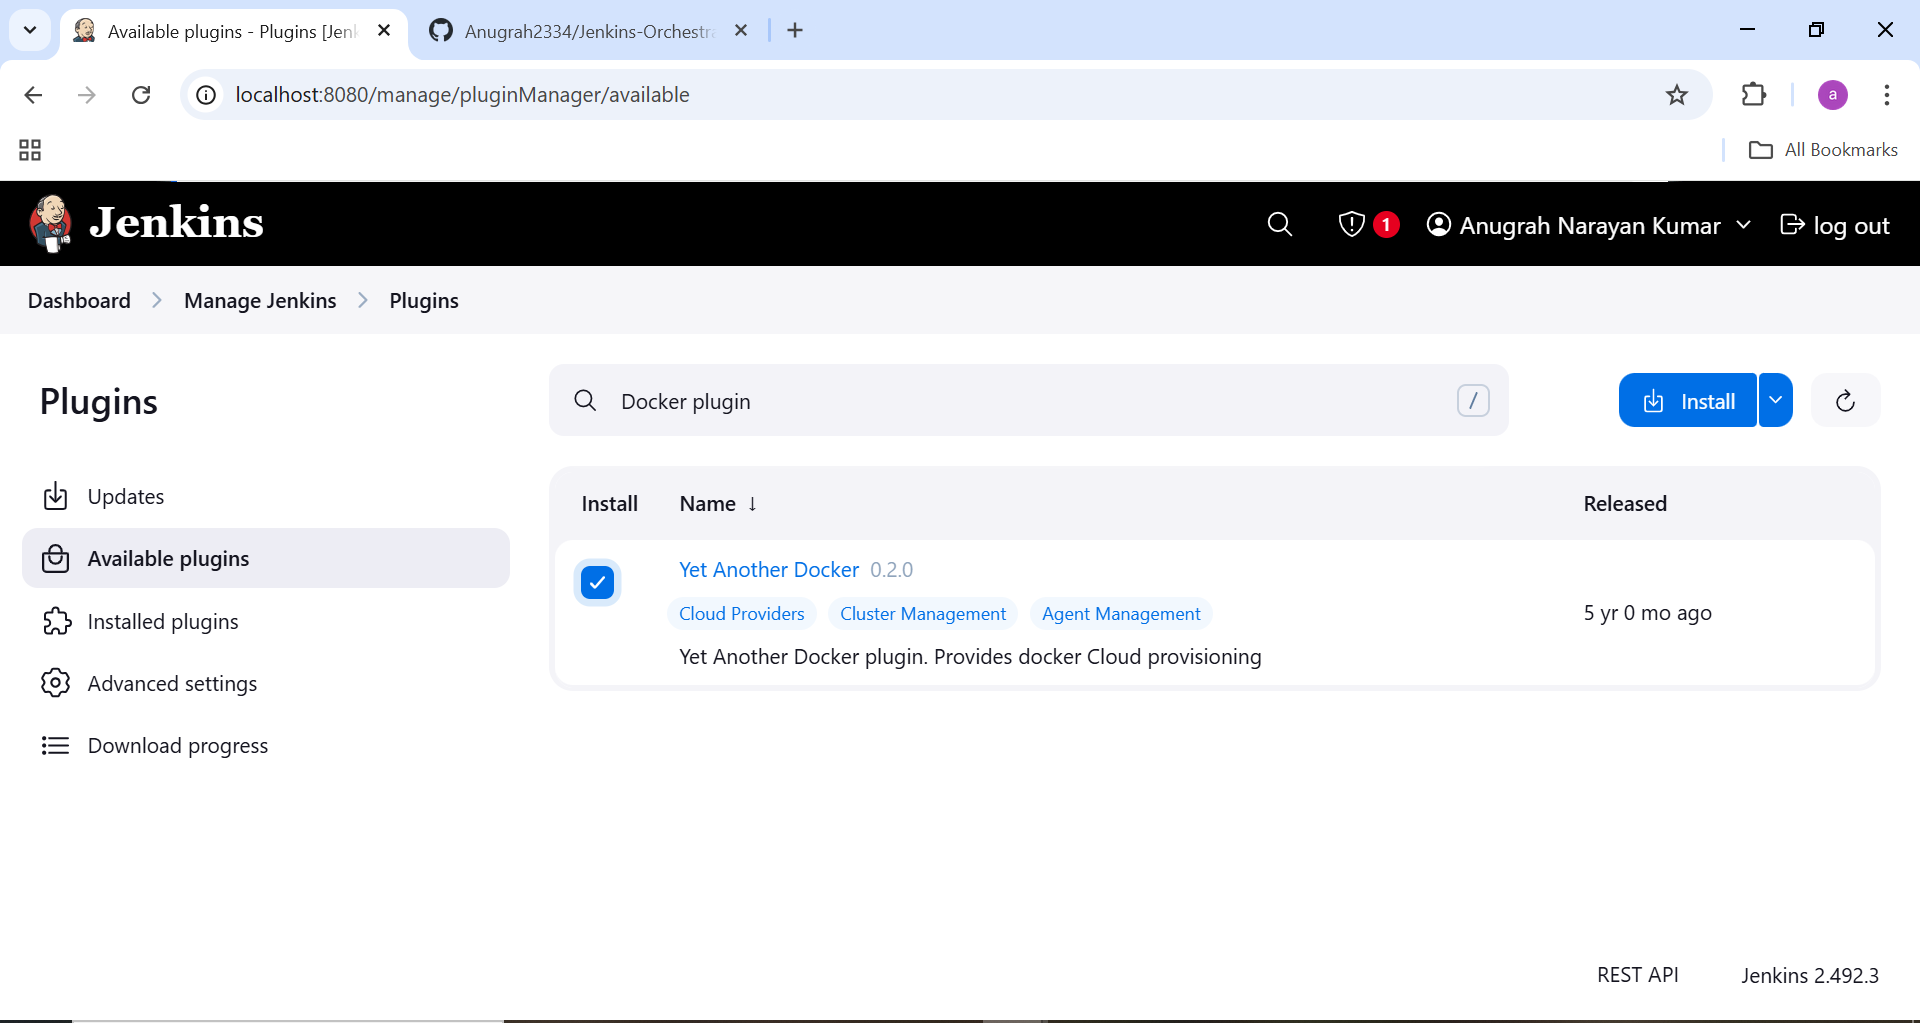 Available plugins - Plugins [Jenk
Anugrah2334/Jenkins-Orchestra
localhost:8080/manage/pluginManager/available
a
All Bookmarks
Jenkins
1
Anugrah Narayan Kumar
log out
Dashboard
Manage Jenkins
Plugins
Plugins
Docker plugin
/
Install
Updates
Available plugins
Installed plugins
Advanced settings
Download progress
Install Name ↓ Released
Yet Another Docker 0.2.0
Cloud Providers Cluster Management Agent Management
5 yr 0 mo ago
Yet Another Docker plugin. Provides docker Cloud provisioning
REST API Jenkins 2.492.3